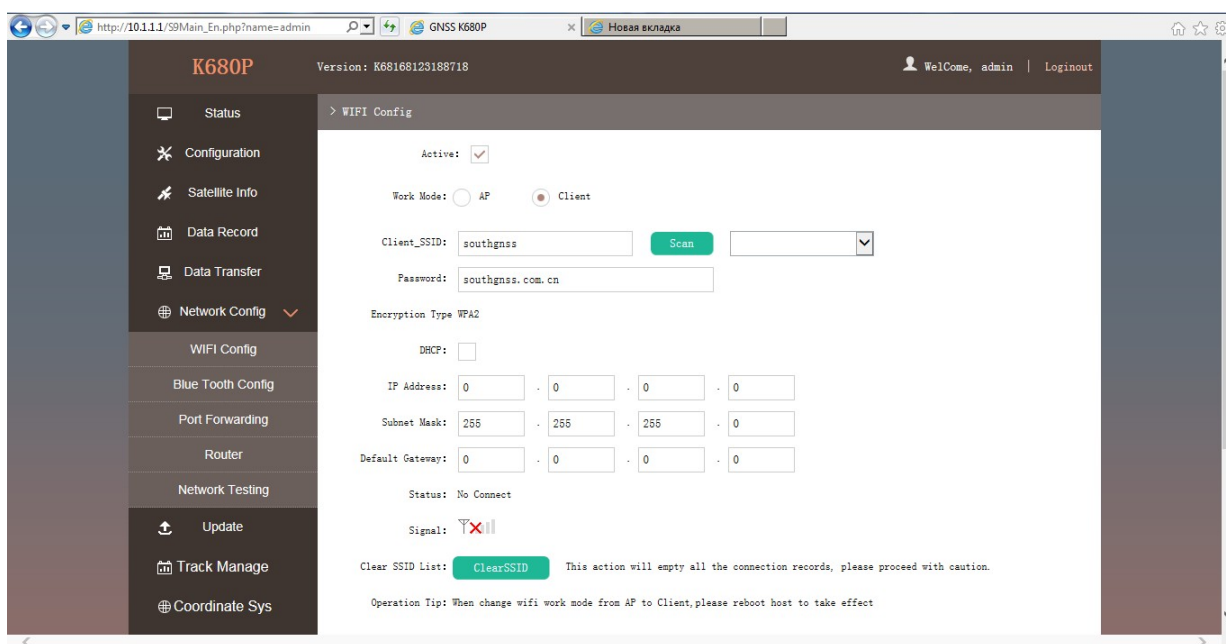 http://10.1.1.1/S9Main_En.php?name=admin GNSS K680P Новая вкладка
K680P Version: K68168123188718 WelCome, admin | Loginout
Status
> WIFI Config
Active:
Configuration
Work Mode: AP Client
Satellite Info
Data Record
Client_SSID: southgnss Scan
Data Transfer
Password: southgnss.com.cn
Network Config
Encryption Type WPA2
WIFI Config
DHCP:
Blue Tooth Config
IP Address: 0 . 0 . 0 . 0
Port Forwarding
Subnet Mask: 255 . 255 . 255 . 0
Router
Default Gateway: 0 . 0 . 0 . 0
Network Testing
Status: No Connect
Update
Signal:
Track Manage
Clear SSID List: ClearSSID This action will empty all the connection records, please proceed with caution.
Coordinate Sys
Operation Tip: When change wifi work mode from AP to Client,please reboot host to take effect